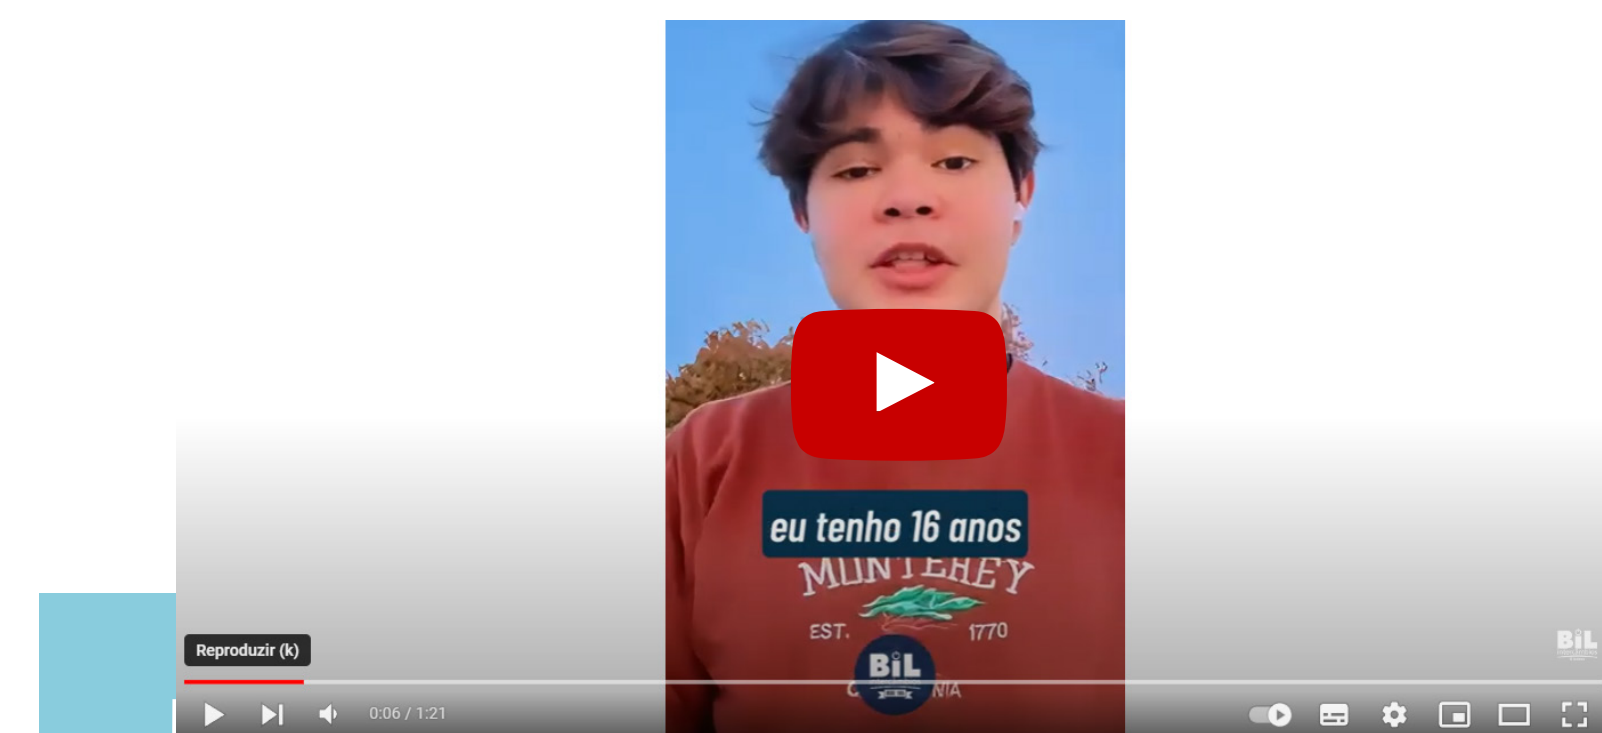 eu tenho 16 anos
MONTEREY
EST. 1770
BiL
BiL
Reproduzir (k)
0:06 / 1:21